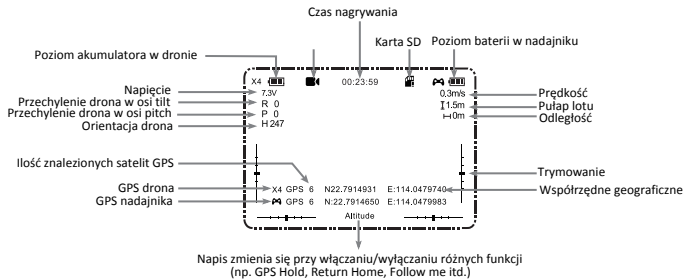 Czas nagrywania
Poziom akumulatora w dronie
Karta SD
Poziom baterii w nadajniku
X4
00:23:59
Napięcie
7.3V
0,3m/s
Prędkość
Przechylenie drona w osi tilt
R 0
1.5m
Pułap lotu
Przechylenie drona w osi pitch
P 0
0m
Odległość
Orientacja drona
H 247
Ilość znalezionych satelit GPS
Trymowanie
GPS drona
X4 GPS 6 N22.7914931 E:114.0479740
Współrzędne geograficzne
GPS nadajnika
GPS 6 N:22.7914650 E:114.0479983
Altitude
Napis zmienia się przy włączaniu/wyłączaniu różnych funkcji
(np. GPS Hold, Return Home, Follow me itd.)